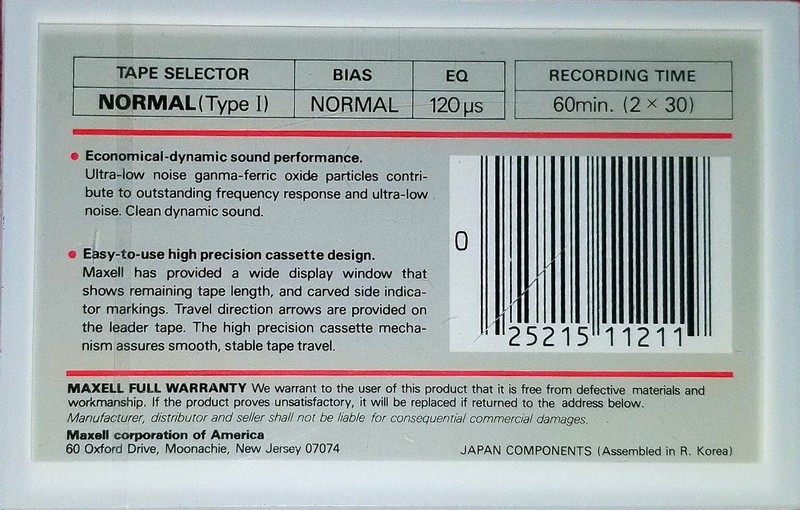 TAPE SELECTOR BIAS EQ RECORDING TIME
NORMAL (Type I) NORMAL 120 µs 60min. (2 × 30)
● Economical-dynamic sound performance.
Ultra-low noise ganma-ferric oxide particles contri-
bute to outstanding frequency response and ultra-low
noise. Clean dynamic sound.
● Easy-to-use high precision cassette design.
Maxell has provided a wide display window that
shows remaining tape length, and carved side indica-
tor markings. Travel direction arrows are provided on
the leader tape. The high precision cassette mecha-
nism assures smooth, stable tape travel.
0
25215 11211
MAXELL FULL WARRANTY We warrant to the user of this product that it is free from defective materials and
workmanship. If the product proves unsatisfactory, it will be replaced if returned to the address below.
Manufacturer, distributor and seller shall not be liable for consequential commercial damages.
Maxell corporation of America
60 Oxford Drive, Moonachie, New Jersey 07074 JAPAN COMPONENTS (Assembled in R. Korea)